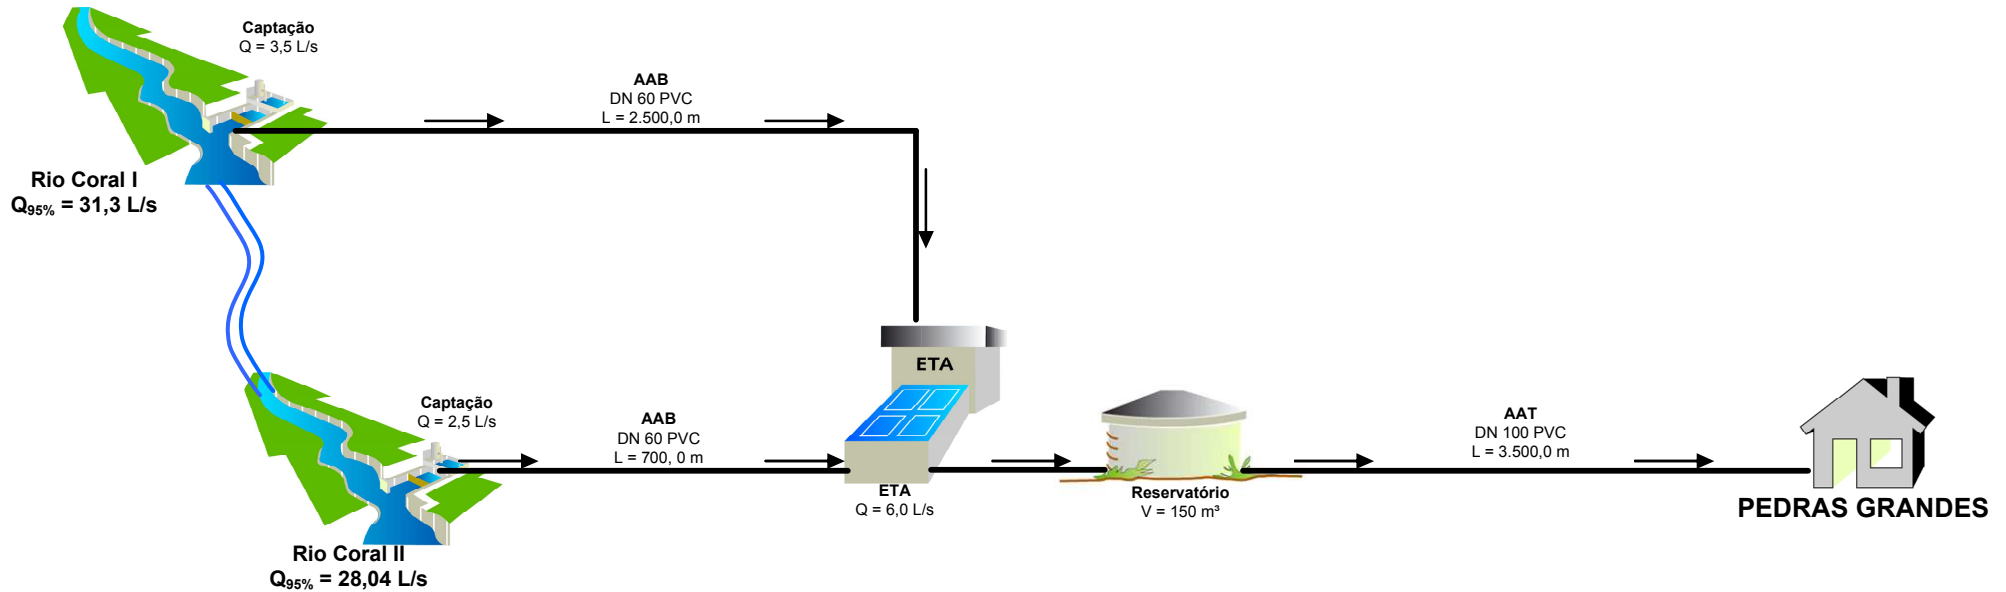 Captação
Q = 3,5 L/s
AAB
DN 60 PVC
L = 2.500,0 m
Rio Coral I
Q95% = 31,3 L/s
ETA
Captação
Q = 2,5 L/s
AAB
DN 60 PVC
L = 700, 0 m
AAT
DN 100 PVC
L = 3.500,0 m
ETA
Q = 6,0 L/s
Reservatório
V = 150 m³
PEDRAS GRANDES
Rio Coral II
Q95% = 28,04 L/s